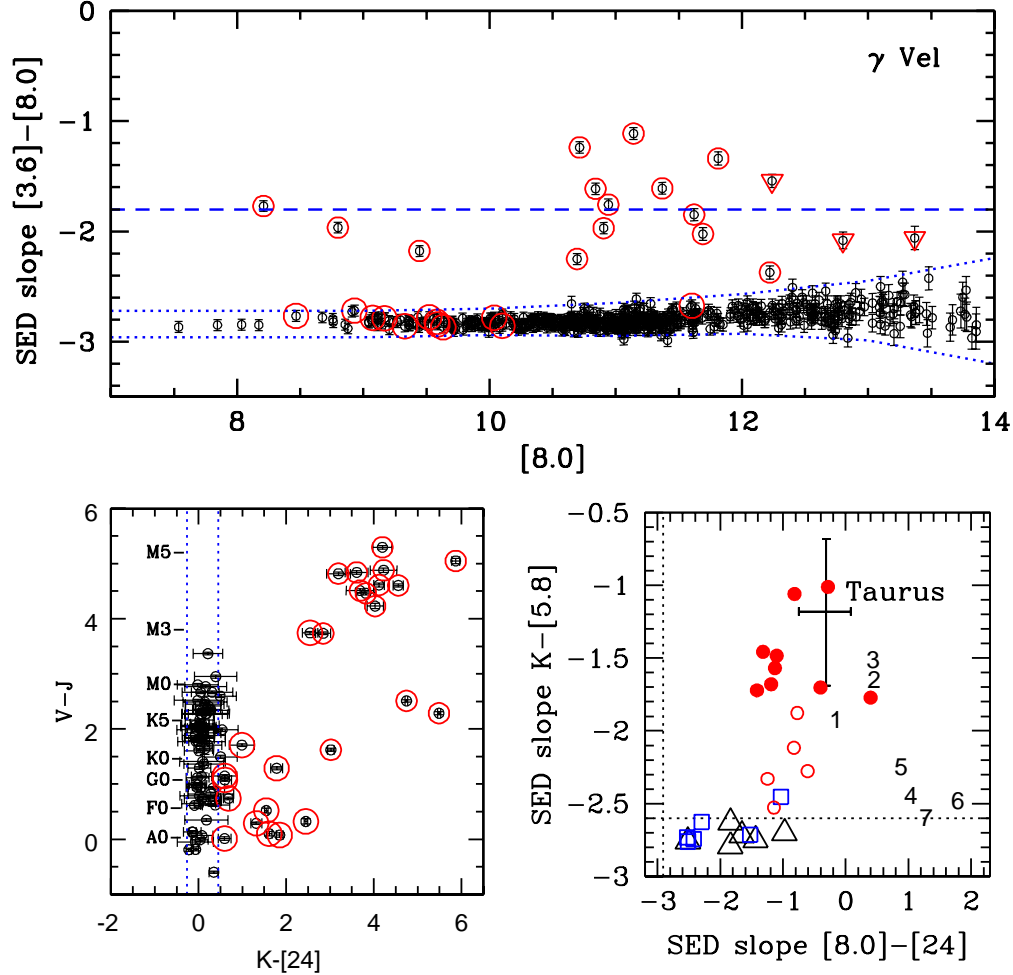 0
γ Vel
−1
−2
−3
SED slope [3.6]−[8.0]
8
10
12
14
[8.0]
6
M5
4
M3
M0
K5
2
K0
G0
F0
0
A0
V-J
-2
0
2
4
6
K-[24]
−0.5
−1
Taurus
−1.5
3
2
1
−2
5
4
6
7
−2.5
−3
SED slope K−[5.8]
−3
−2
−1
0
1
2
SED slope [8.0]−[24]